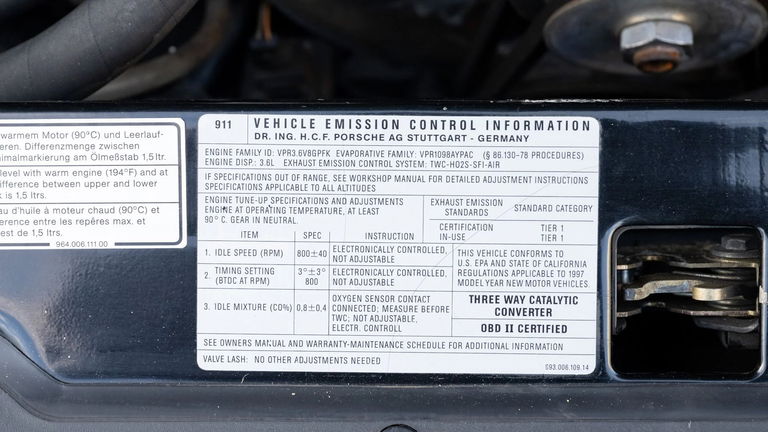 warmem Motor (90°C) und Leerlauf-
eren. Differenzmenge zwischen
nimalmarkierung am Ölmeßstab 1,5 ltr.
level with warm engine (194°F) and at
difference between upper and lower
k is 1,5 ltrs.
au d'huile à moteur chaud (90°C) et
férence entre les repères max. et
est de 1,5 ltrs.
964.006.111.00
911 VEHICLE EMISSION CONTROL INFORMATION
DR. ING. H.C.F. PORSCHE AG STUTTGART - GERMANY
ENGINE FAMILY ID: VPR3.6V8GPFK EVAPORATIVE FAMILY: VPR1098AYPAC (§ 86.130-78 PROCEDURES)
ENGINE DISP: 3.6L EXHAUST EMISSION CONTROL SYSTEM: TWC-HO2S-SFI-AIR
IF SPECIFICATIONS OUT OF RANGE, SEE WORKSHOP MANUAL FOR DETAILED ADJUSTMENT INSTRUCTIONS
SPECIFICATIONS APPLICABLE TO ALL ALTITUDES
ENGINE TUNE-UP SPECIFICATIONS AND ADJUSTMENTS
ENGINE AT OPERATING TEMPERATURE, AT LEAST
90°C. GEAR IN NEUTRAL.
ITEM SPEC INSTRUCTION
1. IDLE SPEED (RPM) 800±40 ELECTRONICALLY CONTROLLED,
NOT ADJUSTABLE
2. TIMING SETTING (BTDC AT RPM) 3°±3° 800 ELECTRONICALLY CONTROLLED,
NOT ADJUSTABLE
3. IDLE MIXTURE (CO%) 0,8±0,4 OXYGEN SENSOR CONTACT
CONNECTED; MEASURE BEFORE
TWC; NOT ADJUSTABLE,
ELECTR. CONTROLL
EXHAUST EMISSION STANDARDS STANDARD CATEGORY
CERTIFICATION TIER 1
IN-USE TIER 1
THIS VEHICLE CONFORMS TO
U.S. EPA AND STATE OF CALIFORNIA
REGULATIONS APPLICABLE TO 1997
MODEL YEAR NEW MOTOR VEHICLES.
THREE WAY CATALYTIC
CONVERTER
OBD II CERTIFIED
SEE OWNERS MANUAL AND WARRANTY-MAINTENANCE SCHEDULE FOR ADDITIONAL INFORMATION
VALVE LASH: NO OTHER ADJUSTMENTS NEEDED
993.006.109.14